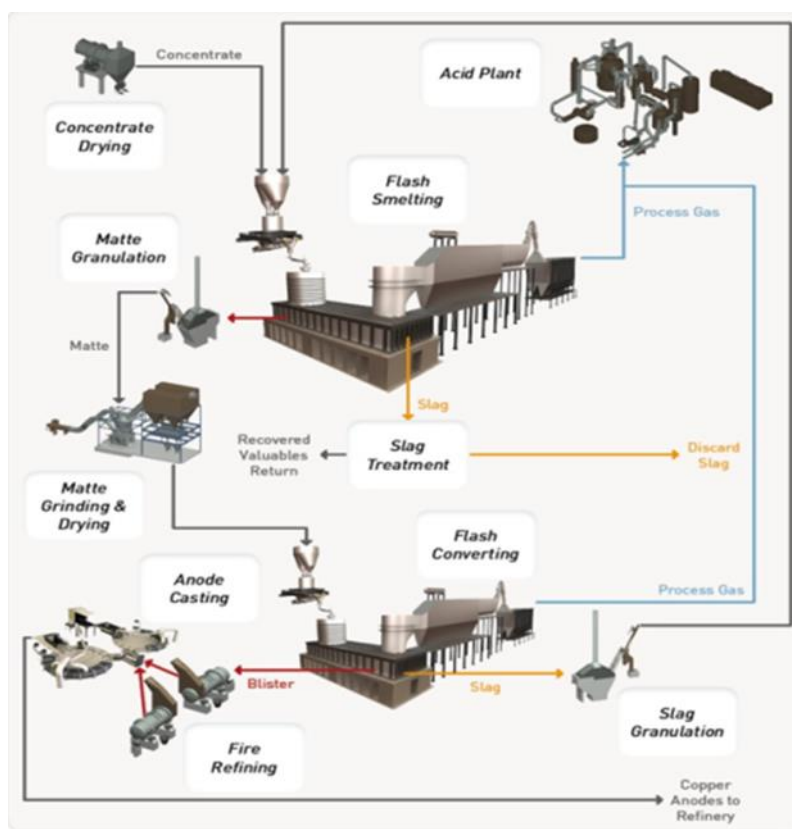 Concentrate
Acid Plant
Concentrate
Drying
Flash
Smelting
Process Gas
Matte
Granulation
Matte
Slag
Recovered
Valuables
Return
Slag
Treatment
Discard
Slag
Matte
Grinding &
Drying
Flash
Converting
Anode
Casting
Process Gas
Blister
Slag
Slag
Granulation
Fire
Refining
Copper
Anodes to
Refinery